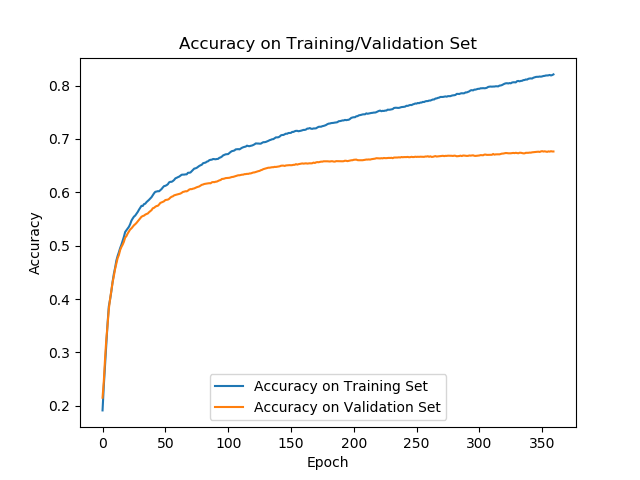 Accuracy on Training/Validation Set
Accuracy
0.8
0.7
0.6
0.5
0.4
0.3
0.2
Accuracy on Training Set
Accuracy on Validation Set
0 50 100 150 200 250 300 350
Epoch